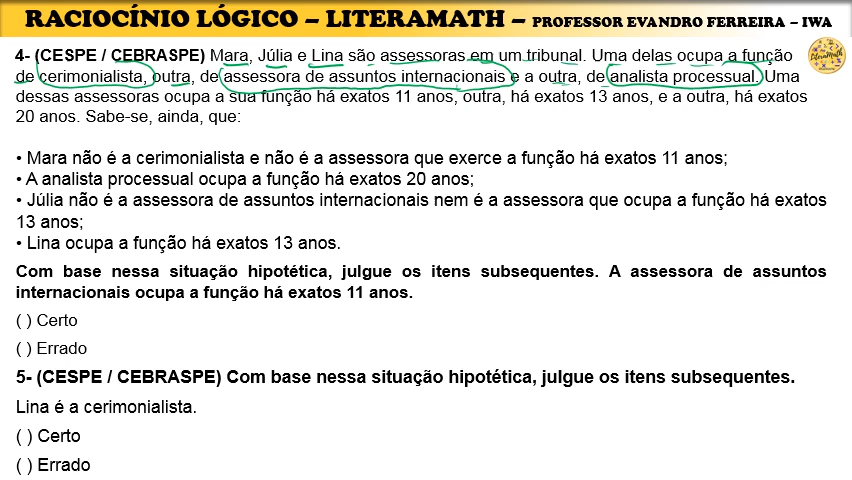 RACIOCÍNIO LÓGICO – LITERAMATH – PROFESSOR EVANDRO FERREIRA – IWA
4- (CESPE / CEBRASPE) Mara, Júlia e Lina são assessoras em um tribunal. Uma delas ocupa a função
de cerimonialista, outra, de assessora de assuntos internacionais e a outra, de analista processual. Uma
dessas assessoras ocupa a sua função há exatos 11 anos, outra, há exatos 13 anos, e a outra, há exatos
20 anos. Sabe-se, ainda, que:
• Mara não é a cerimonialista e não é a assessora que exerce a função há exatos 11 anos;
• A analista processual ocupa a função há exatos 20 anos;
• Júlia não é a assessora de assuntos internacionais nem é a assessora que ocupa a função há exatos
13 anos;
• Lina ocupa a função há exatos 13 anos.
Com base nessa situação hipotética, julgue os itens subsequentes. A assessora de assuntos
internacionais ocupa a função há exatos 11 anos.
( ) Certo
( ) Errado
5- (CESPE / CEBRASPE) Com base nessa situação hipotética, julgue os itens subsequentes.
Lina é a cerimonialista.
( ) Certo
( ) Errado